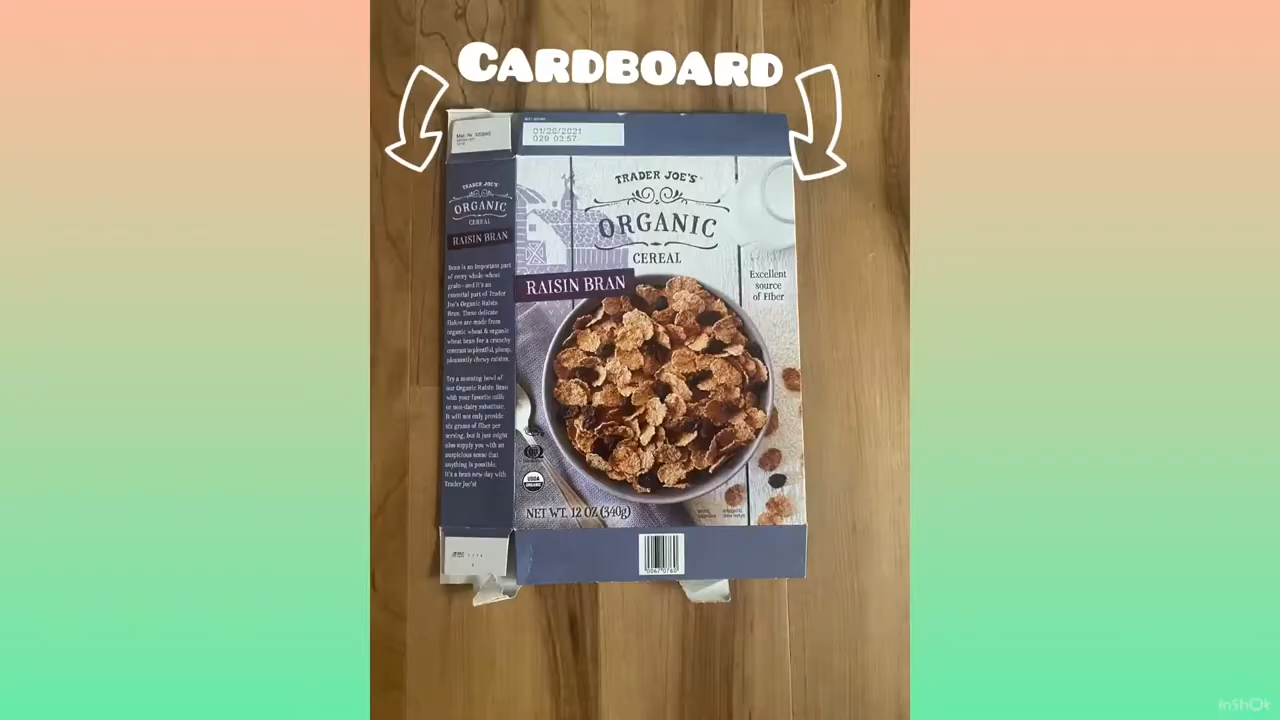 CARDBOARD
01/26/2021
020 03:57
TRADER JOE'S
ORGANIC
CEREAL
RAISIN BRAN
Bran is an important part
of every whole-wheat
grain - and it's an
essential part of Trader
Joe's Organic Raisin
Bran. These delicate
flakes are made from
organic wheat & organic
wheat bran for a crunchy
contrast to plentiful, plump,
pleasantly chewy raisins.
Try a morning bowl of
our Organic Raisin Bran
with your favorite milk
or non-dairy substitute.
It will not only provide
six grams of fiber per
serving, but it just might
also supply you with an
auspicious sense that
anything is possible.
It's a bran new day with
Trader Joe's!
TRADER JOE'S
ORGANIC
CEREAL
RAISIN BRAN
Excellent
source
of Fiber
USDA
ORGANIC
NET WT. 12 OZ (340g)
InShOt